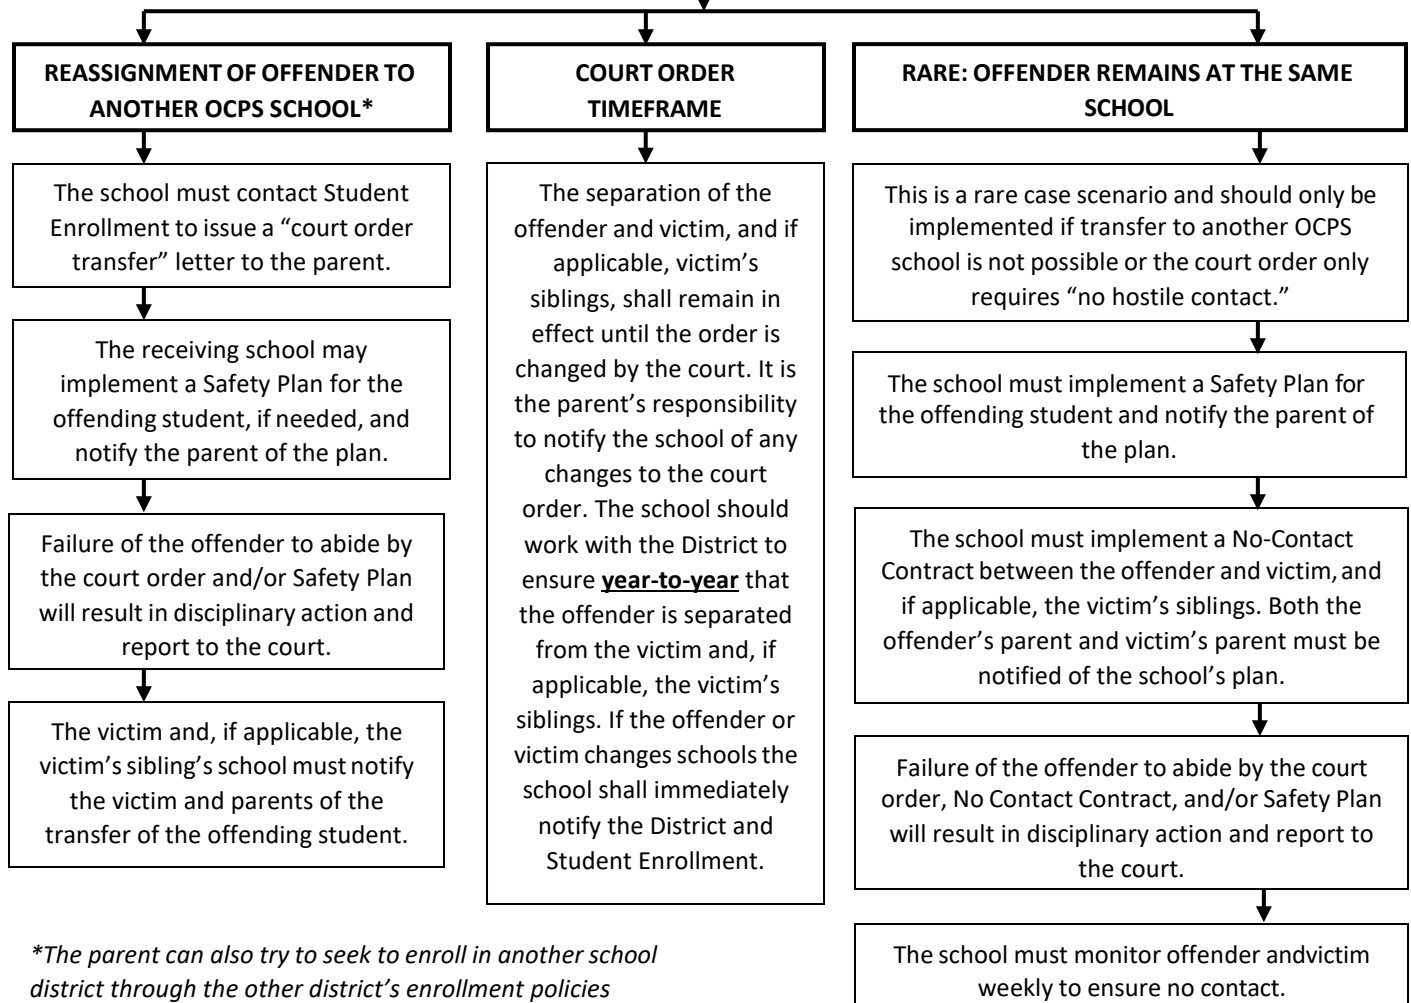 REASSIGNMENT OF OFFENDER TO
ANOTHER OCPS SCHOOL*
The school must contact Student
Enrollment to issue a “court order
transfer” letter to the parent.
The receiving school may
implement a Safety Plan for the
offending student, if needed, and
notify the parent of the plan.
Failure of the offender to abide by
the court order and/or Safety Plan
will result in disciplinary action and
report to the court.
The victim and, if applicable, the
victim’s sibling’s school must notify
the victim and parents of the
transfer of the offending student.
*The parent can also try to seek to enroll in another school
district through the other district’s enrollment policies
COURT ORDER
TIMEFRAME
The separation of the
offender and victim, and if
applicable, victim’s
siblings, shall remain in
effect until the order is
changed by the court. It is
the parent’s responsibility
to notify the school of any
changes to the court
order. The school should
work with the District to
ensure year-to-year that
the offender is separated
from the victim and, if
applicable, the victim’s
siblings. If the offender or
victim changes schools the
school shall immediately
notify the District and
Student Enrollment.
RARE: OFFENDER REMAINS AT THE SAME
SCHOOL
This is a rare case scenario and should only be
implemented if transfer to another OCPS
school is not possible or the court order only
requires “no hostile contact.”
The school must implement a Safety Plan for
the offending student and notify the parent of
the plan.
The school must implement a No-Contact
Contract between the offender and victim, and
if applicable, the victim’s siblings. Both the
offender’s parent and victim’s parent must be
notified of the school’s plan.
Failure of the offender to abide by the court
order, No Contact Contract, and/or Safety Plan
will result in disciplinary action and report to
the court.
The school must monitor offender andvictim
weekly to ensure no contact.